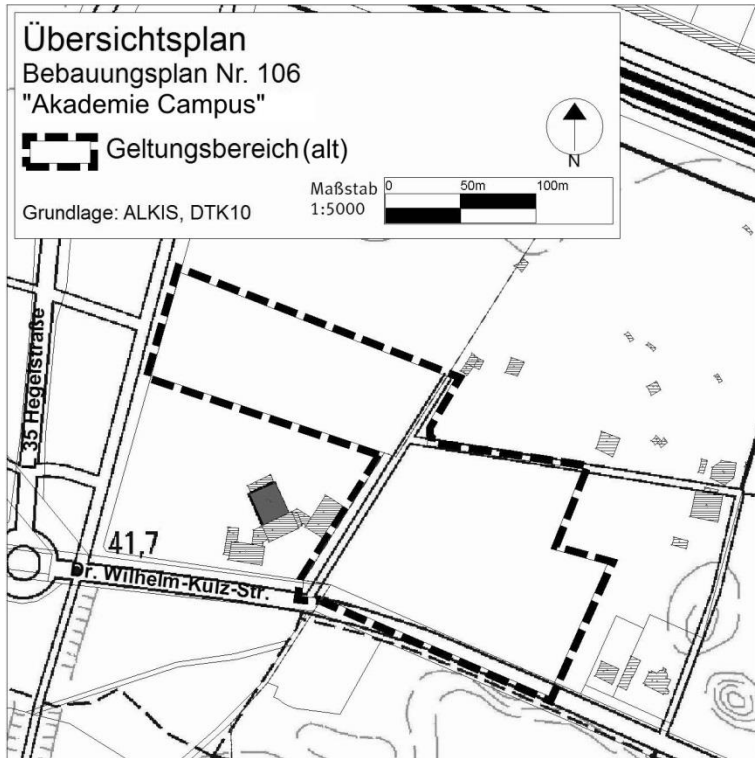 Übersichtsplan
Bebauungsplan Nr. 106
"Akademie Campus"
Geltungsbereich (alt)
N
Maßstab
1:5000
0 50m 100m
Grundlage: ALKIS, DTK10
35 Hegelstraße
41,7
Dr. Wilhelm-Külz-Str.